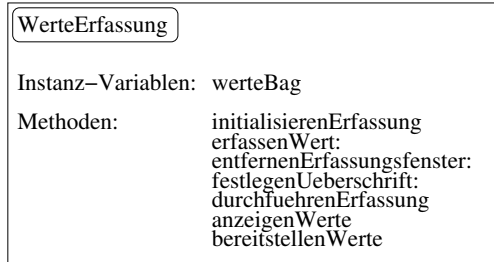 WerteErfassung
Instanz−Variablen: werteBag
Methoden: initialisierenErfassung
erfassenWert:
entfernenErfassungsfenster:
festlegenUeberschrift:
durchfuehrenErfassung
anzeigenWerte
bereitstellenWerte